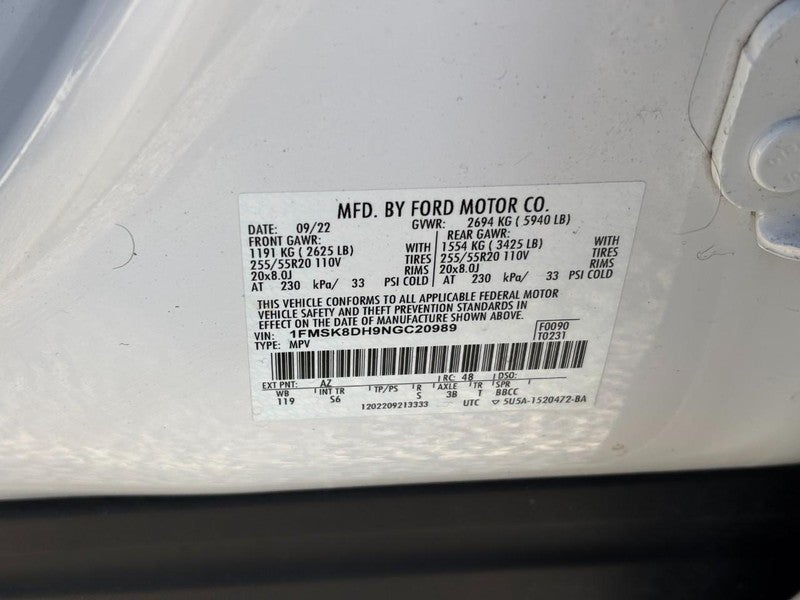 MFD. BY FORD MOTOR CO.
DATE: 09/22 GVWR: 2694 KG ( 5940 LB)
FRONT GAWR: REAR GAWR:
1191 KG ( 2625 LB) WITH 1554 KG ( 3425 LB) WITH
255/55R20 110V TIRES 255/55R20 110V TIRES
20x8.0J RIMS 20x8.0J RIMS
AT 230 kPa/ 33 PSI COLD AT 230 kPa/ 33 PSI COLD
THIS VEHICLE CONFORMS TO ALL APPLICABLE FEDERAL MOTOR
VEHICLE SAFETY AND THEFT PREVENTION STANDARDS IN
EFFECT ON THE DATE OF MANUFACTURE SHOWN ABOVE.
VIN: 1FMSK8DH9NGC20989 F0090
TYPE: MPV T0231
EXT PNT: AZ RC: 48 DSO:
WB INT TR TP/PS R AXLE TR SPR
119 S6 S 3B T BBCC
1202209213333 UTC ▽ 5U5A-1520472-BA